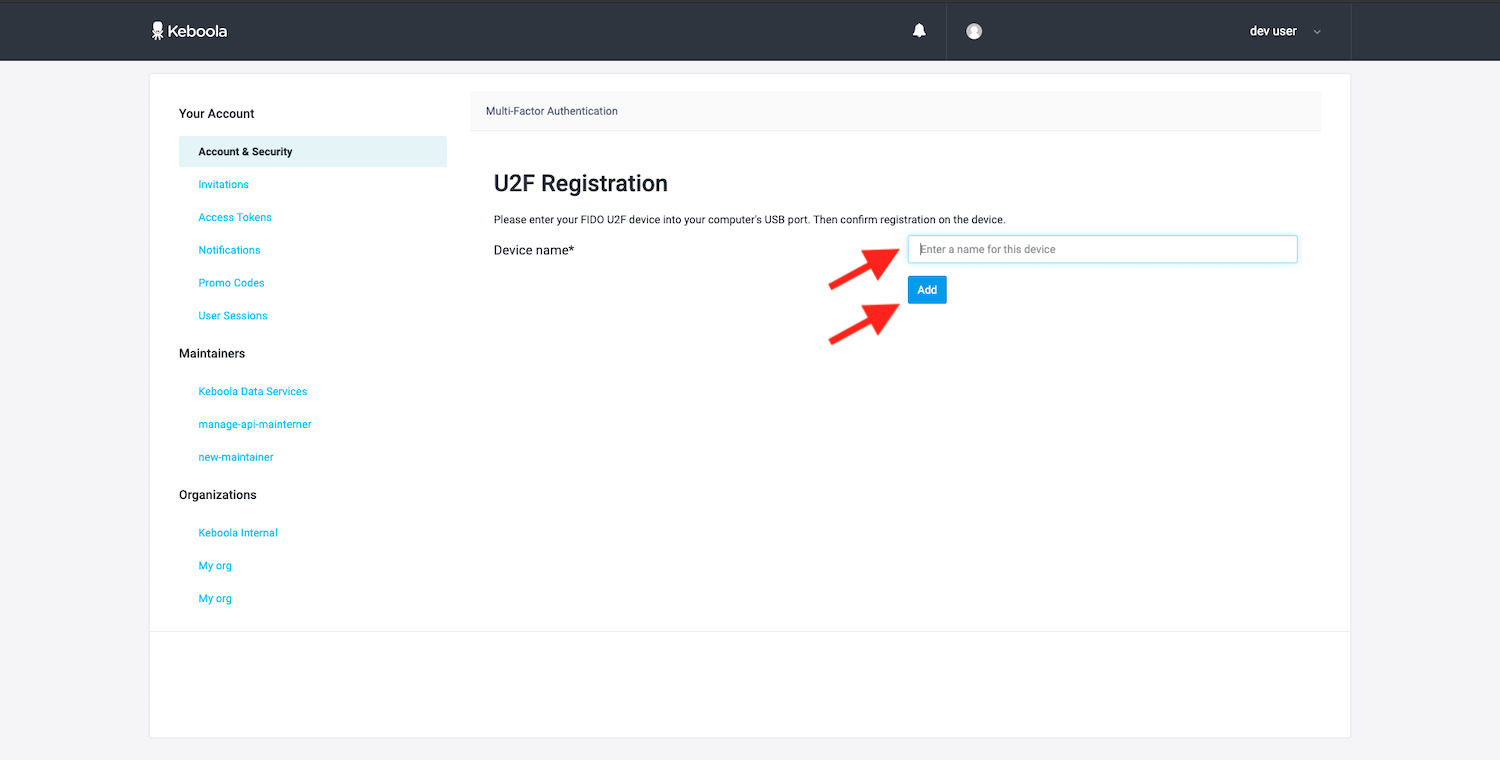 Keboola
dev user
Your Account
Account & Security
Invitations
Access Tokens
Notifications
Promo Codes
User Sessions
Maintainers
Keboola Data Services
manage-api-mainterner
new-maintainer
Organizations
Keboola Internal
My org
My org
Multi-Factor Authentication
U2F Registration
Please enter your FIDO U2F device into your computer's USB port. Then confirm registration on the device.
Device name*
Enter a name for this device
Add